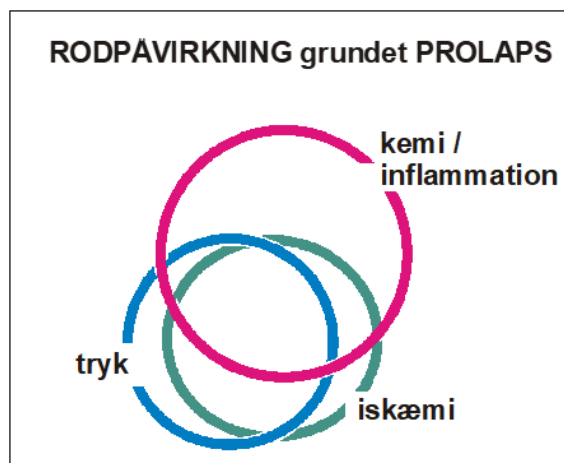 RODPÅVIRKNING grundet PROLAPS
kemi /
inflammation
tryk
iskæmi